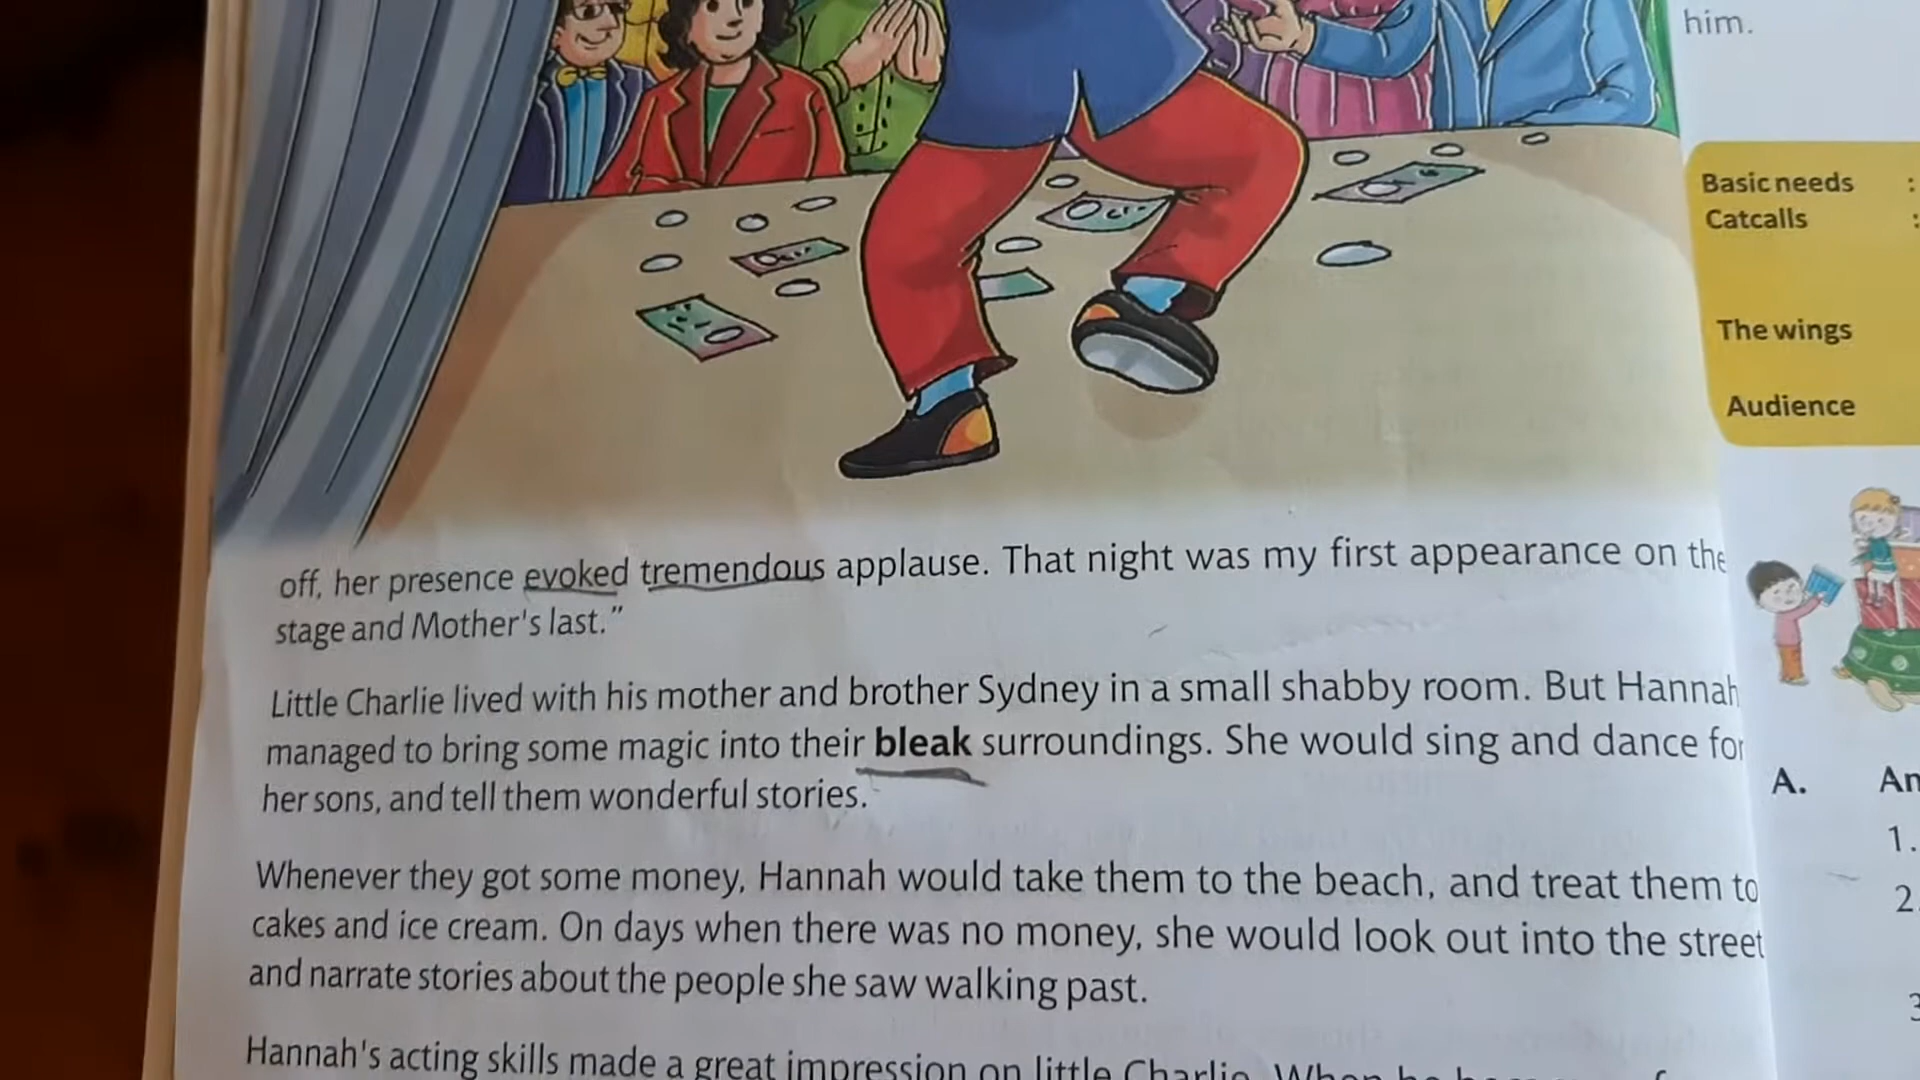 off, her presence evoked tremendous applause. That night was my first appearance on the
stage and Mother's last."
Little Charlie lived with his mother and brother Sydney in a small shabby room. But Hannah
managed to bring some magic into their bleak surroundings. She would sing and dance for
her sons, and tell them wonderful stories.
Whenever they got some money, Hannah would take them to the beach, and treat them to
cakes and ice cream. On days when there was no money, she would look out into the street
and narrate stories about the people she saw walking past.
Hannah's acting skills made a great impression on little Charlie. When he
him.
Basic needs :
Catcalls :
The wings
Audience
A. An
1.
2.
3